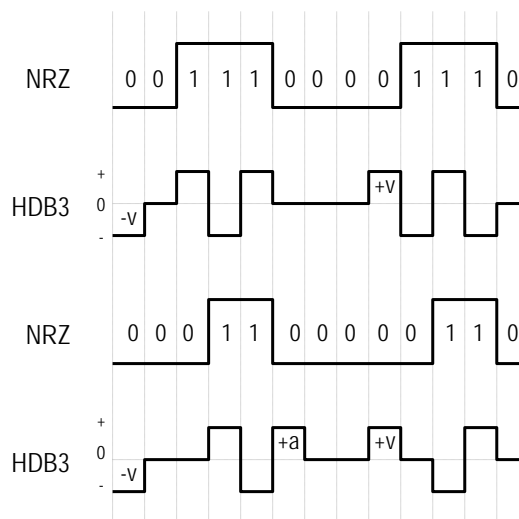 NRZ 0 0 1 1 1 0 0 0 0 1 1 1 0
+
HDB3 0 +v
-v
-
NRZ 0 0 0 1 1 0 0 0 0 0 1 1 0
+
+a +v
HDB3 0
-v
-